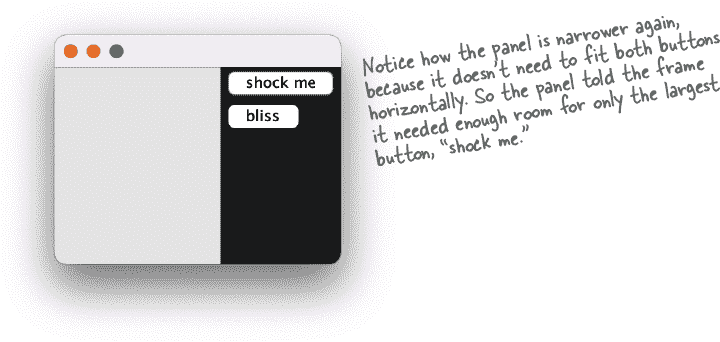 shock me
bliss
Notice how the panel is narrower again,
because it doesn't need to fit both buttons
horizontally. So the panel told the frame
it needed enough room for only the largest
button, “shock me.”